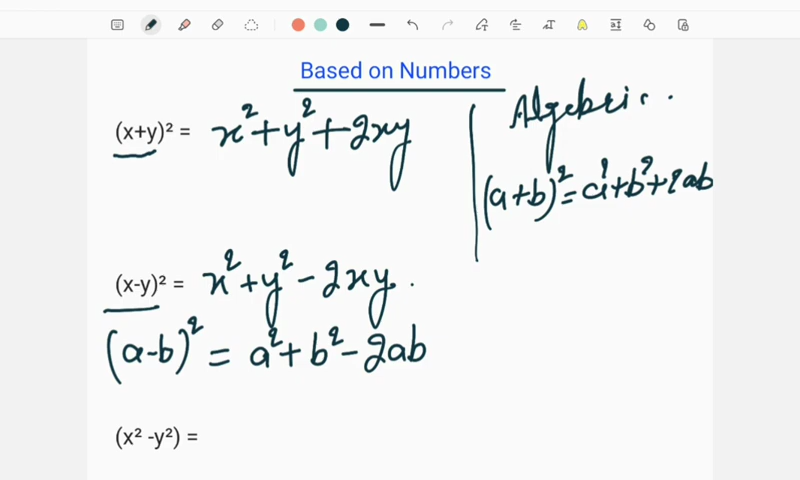 Based on Numbers
(x+y)² = x²+y²+2xy
Algebric.
(a+b)²=a²+b²+2ab
(x-y)² = x²+y²-2xy.
(a-b)² = a²+b²-2ab
(x² -y²) =